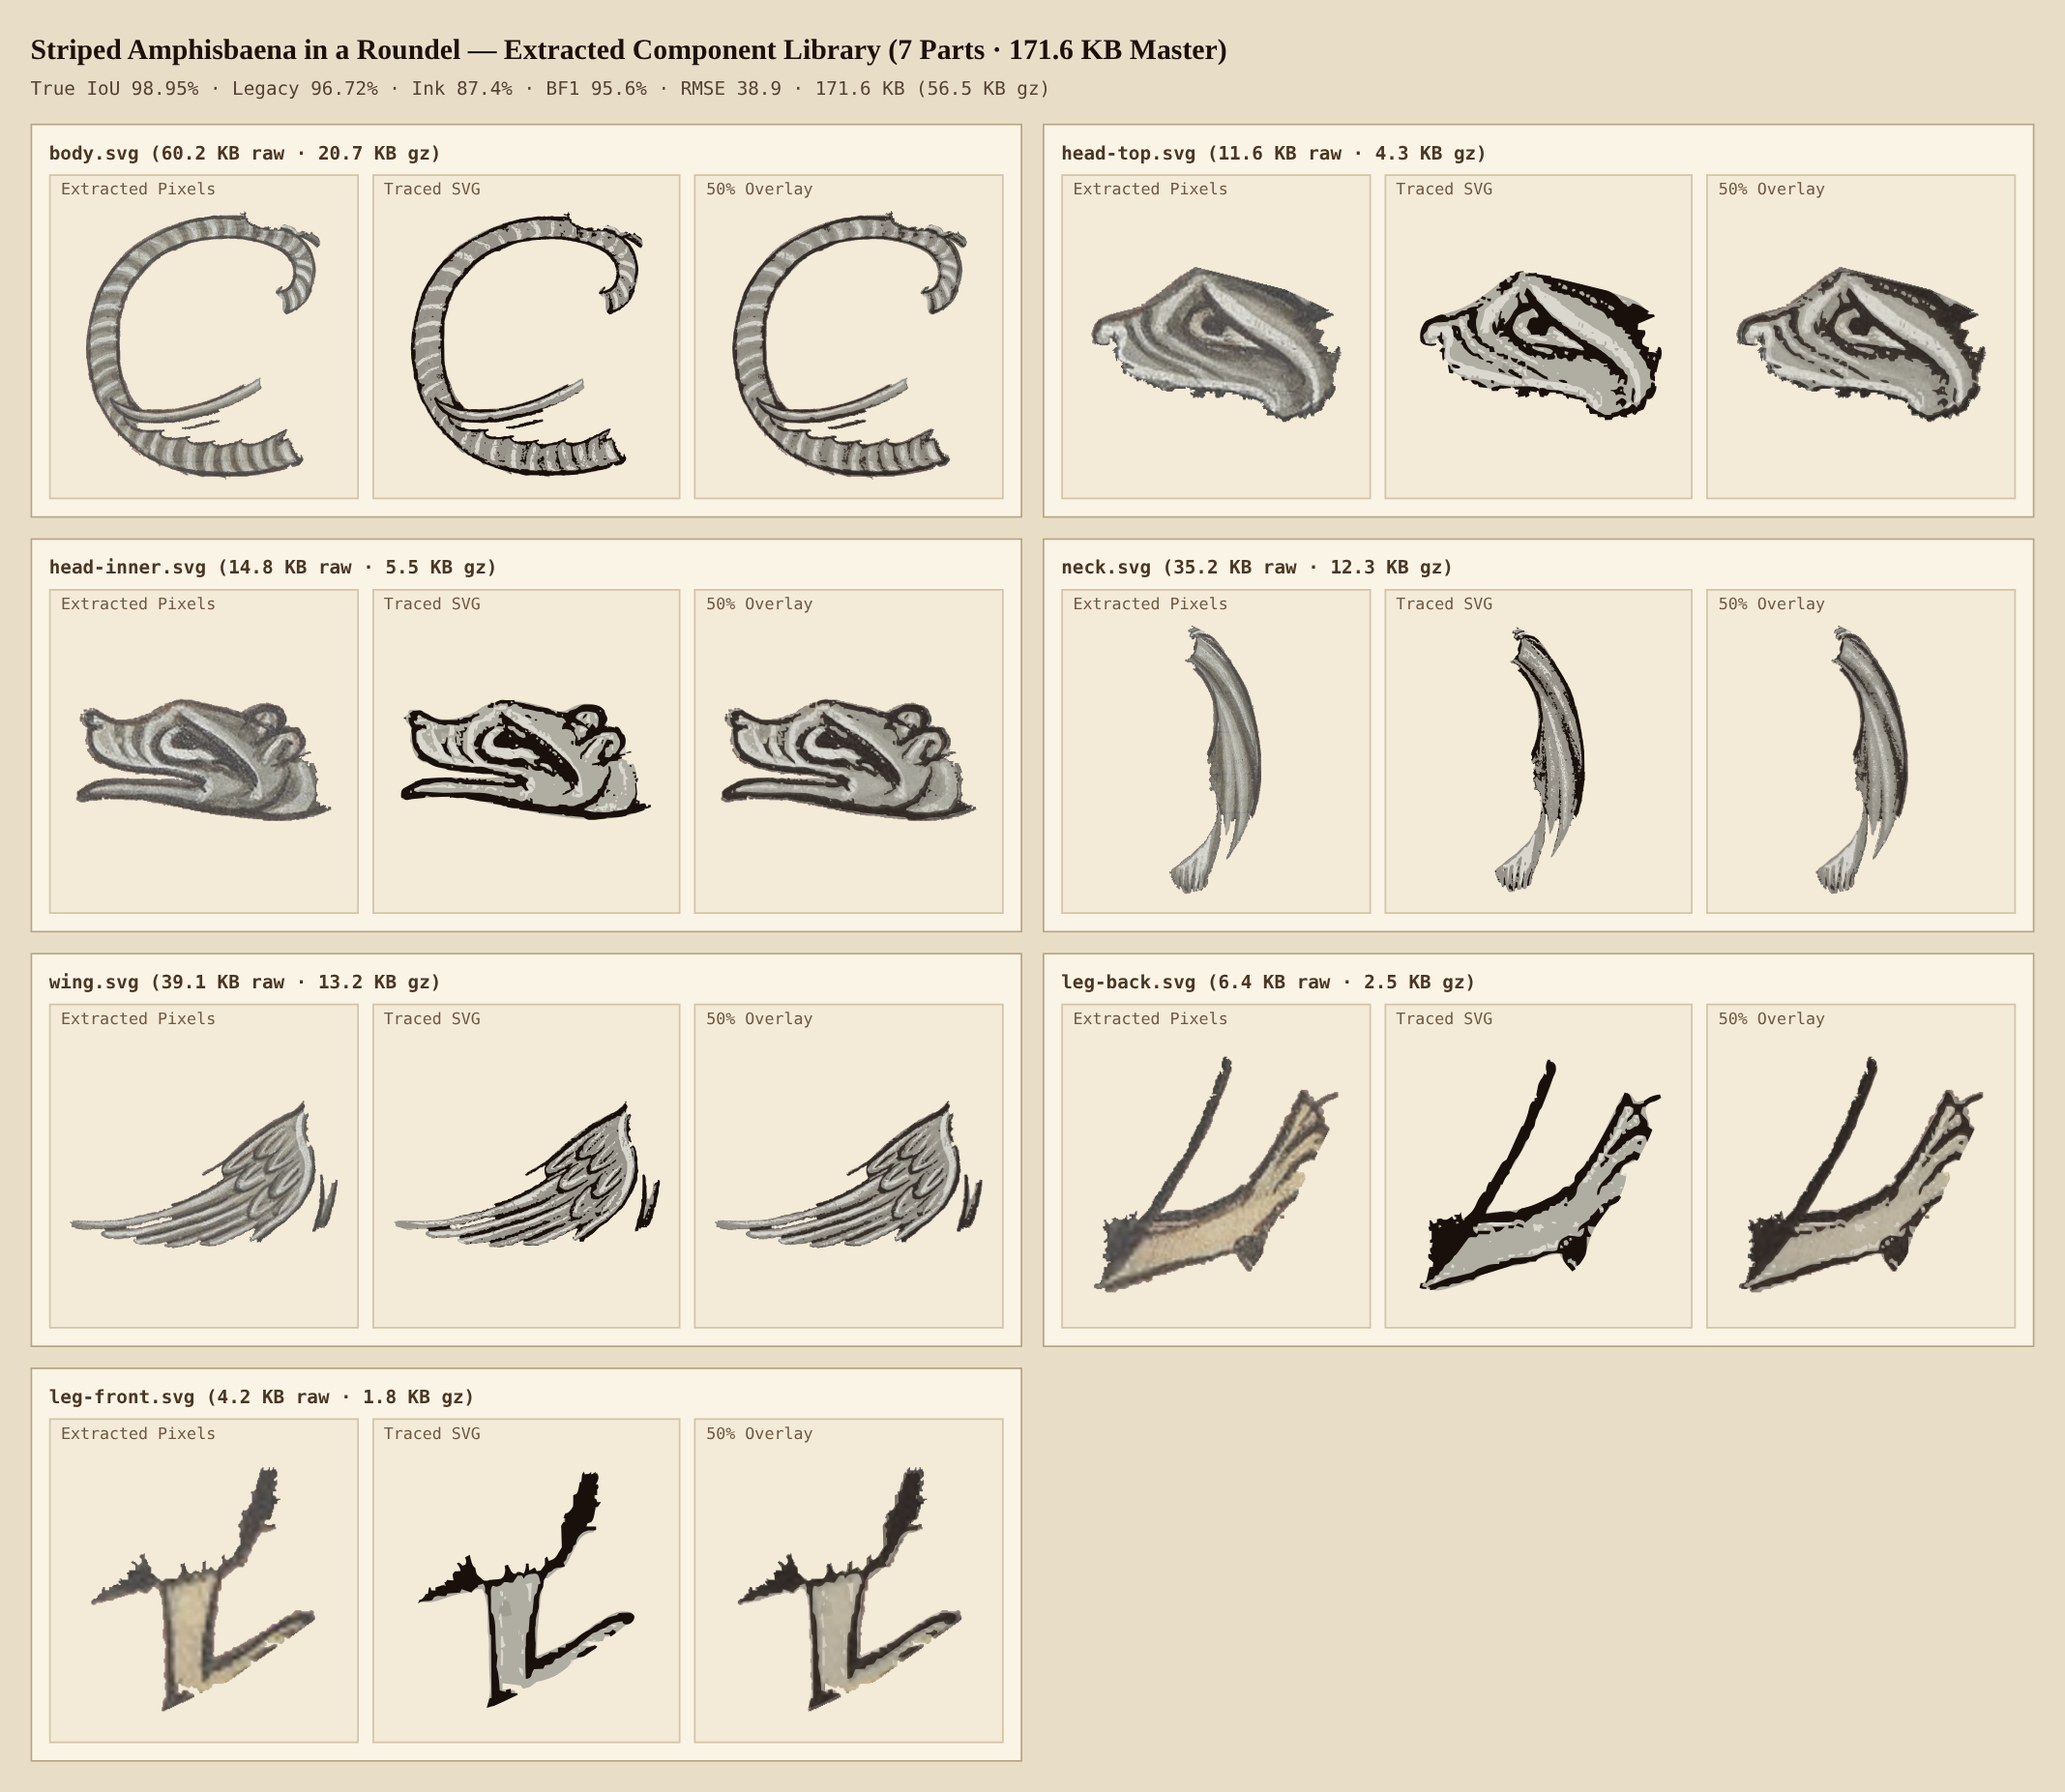 Striped Amphisbaena in a Roundel — Extracted Component Library (7 Parts · 171.6 KB Master)
True IoU 98.95% · Legacy 96.72% · Ink 87.4% · BF1 95.6% · RMSE 38.9 · 171.6 KB (56.5 KB gz)
body.svg (60.2 KB raw · 20.7 KB gz)
Extracted Pixels
Traced SVG
50% Overlay
head-top.svg (11.6 KB raw · 4.3 KB gz)
Extracted Pixels
Traced SVG
50% Overlay
head-inner.svg (14.8 KB raw · 5.5 KB gz)
Extracted Pixels
Traced SVG
50% Overlay
neck.svg (35.2 KB raw · 12.3 KB gz)
Extracted Pixels
Traced SVG
50% Overlay
wing.svg (39.1 KB raw · 13.2 KB gz)
Extracted Pixels
Traced SVG
50% Overlay
leg-back.svg (6.4 KB raw · 2.5 KB gz)
Extracted Pixels
Traced SVG
50% Overlay
leg-front.svg (4.2 KB raw · 1.8 KB gz)
Extracted Pixels
Traced SVG
50% Overlay